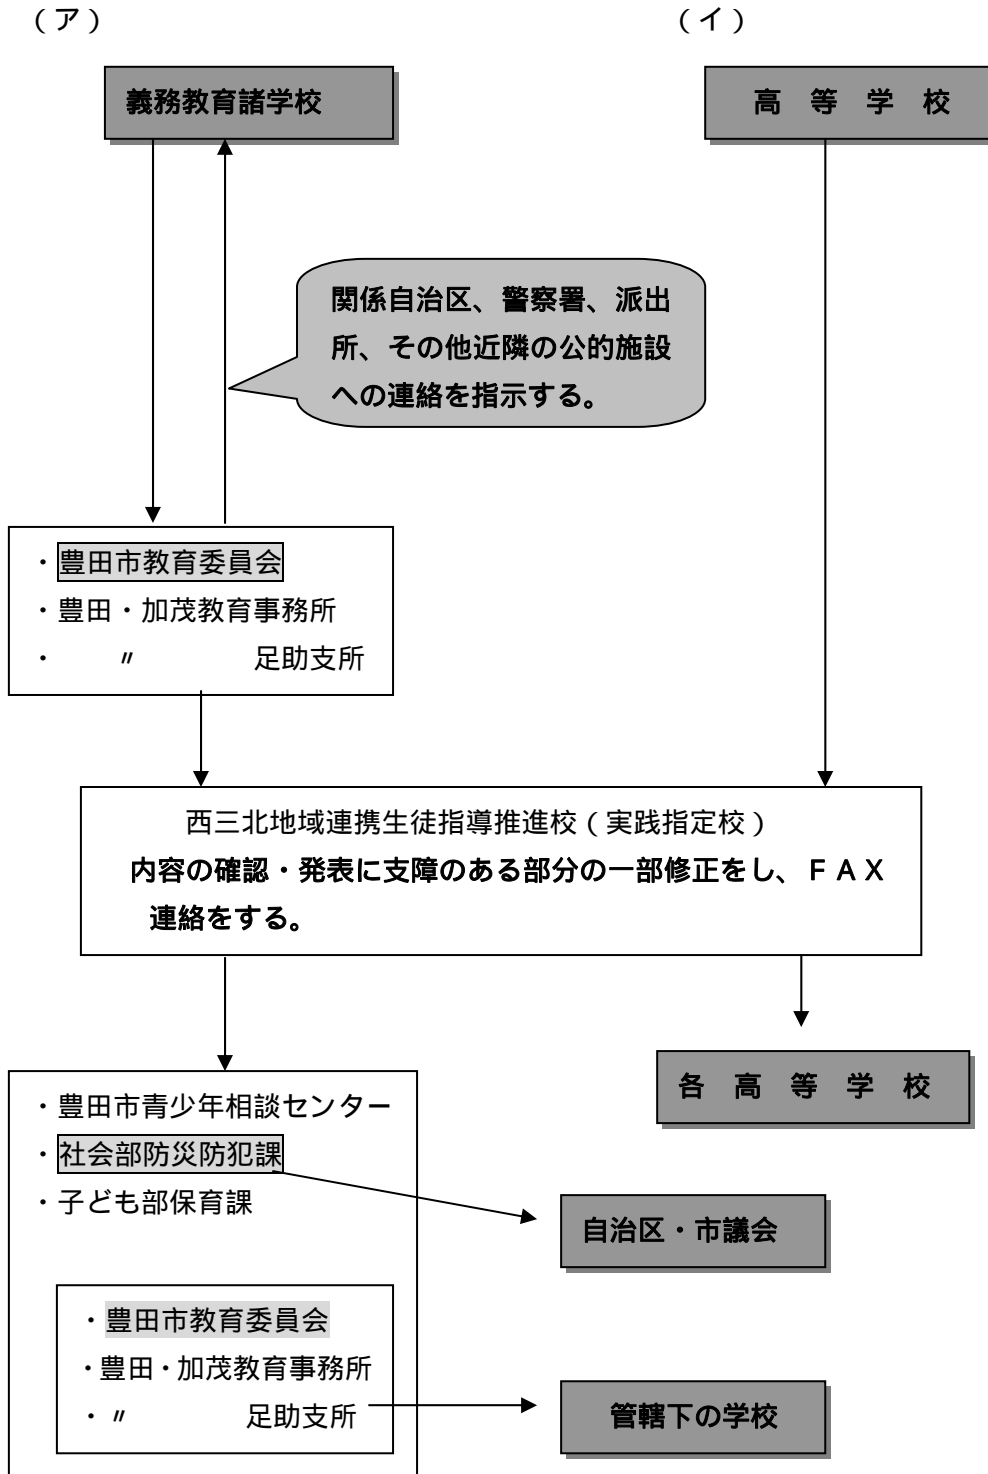 （ア）
（イ）
義務教育諸学校
高　等　学　校
関係自治区、警察署、派出
所、その他近隣の公的施設
への連絡を指示する。
・豊田市教育委員会
・豊田・加茂教育事務所
・　　〃　　　　足助支所
西三北地域連携生徒指導推進校（実践指定校）
内容の確認・発表に支障のある部分の一部修正をし、ＦＡＸ
連絡をする。
・豊田市青少年相談センター
・社会部防災防犯課
・子ども部保育課
各　高　等　学　校
自治区・市議会
・豊田市教育委員会
・豊田・加茂教育事務所
・〃　　　　足助支所
管轄下の学校